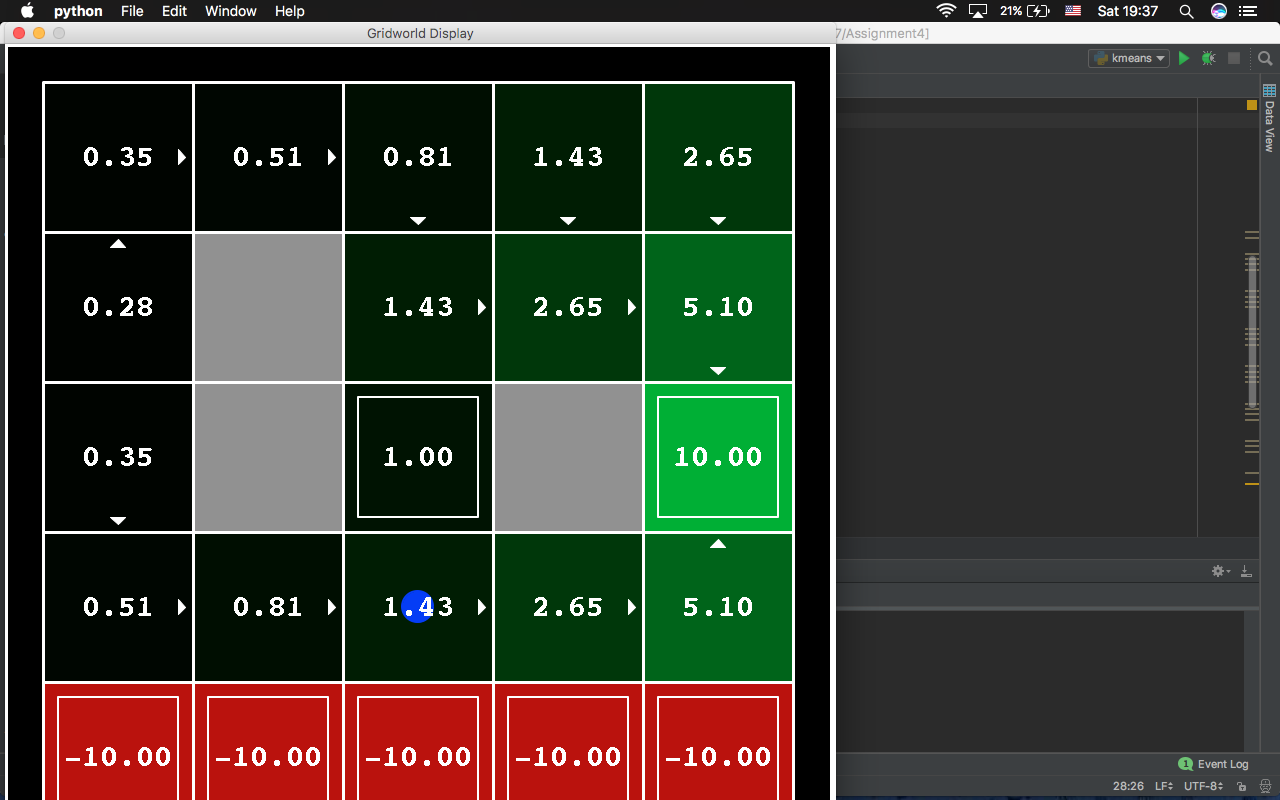 python File Edit Window Help 21% Sat 19:37
Gridworld Display
7/Assignment4]
kmeans
Data View
0.35 0.51 0.81 1.43 2.65
0.28 1.43 2.65 5.10
0.35 1.00 10.00
0.51 0.81 1.43 2.65 5.10
-10.00 -10.00 -10.00 -10.00 -10.00
1 Event Log
28:26 LF UTF-8